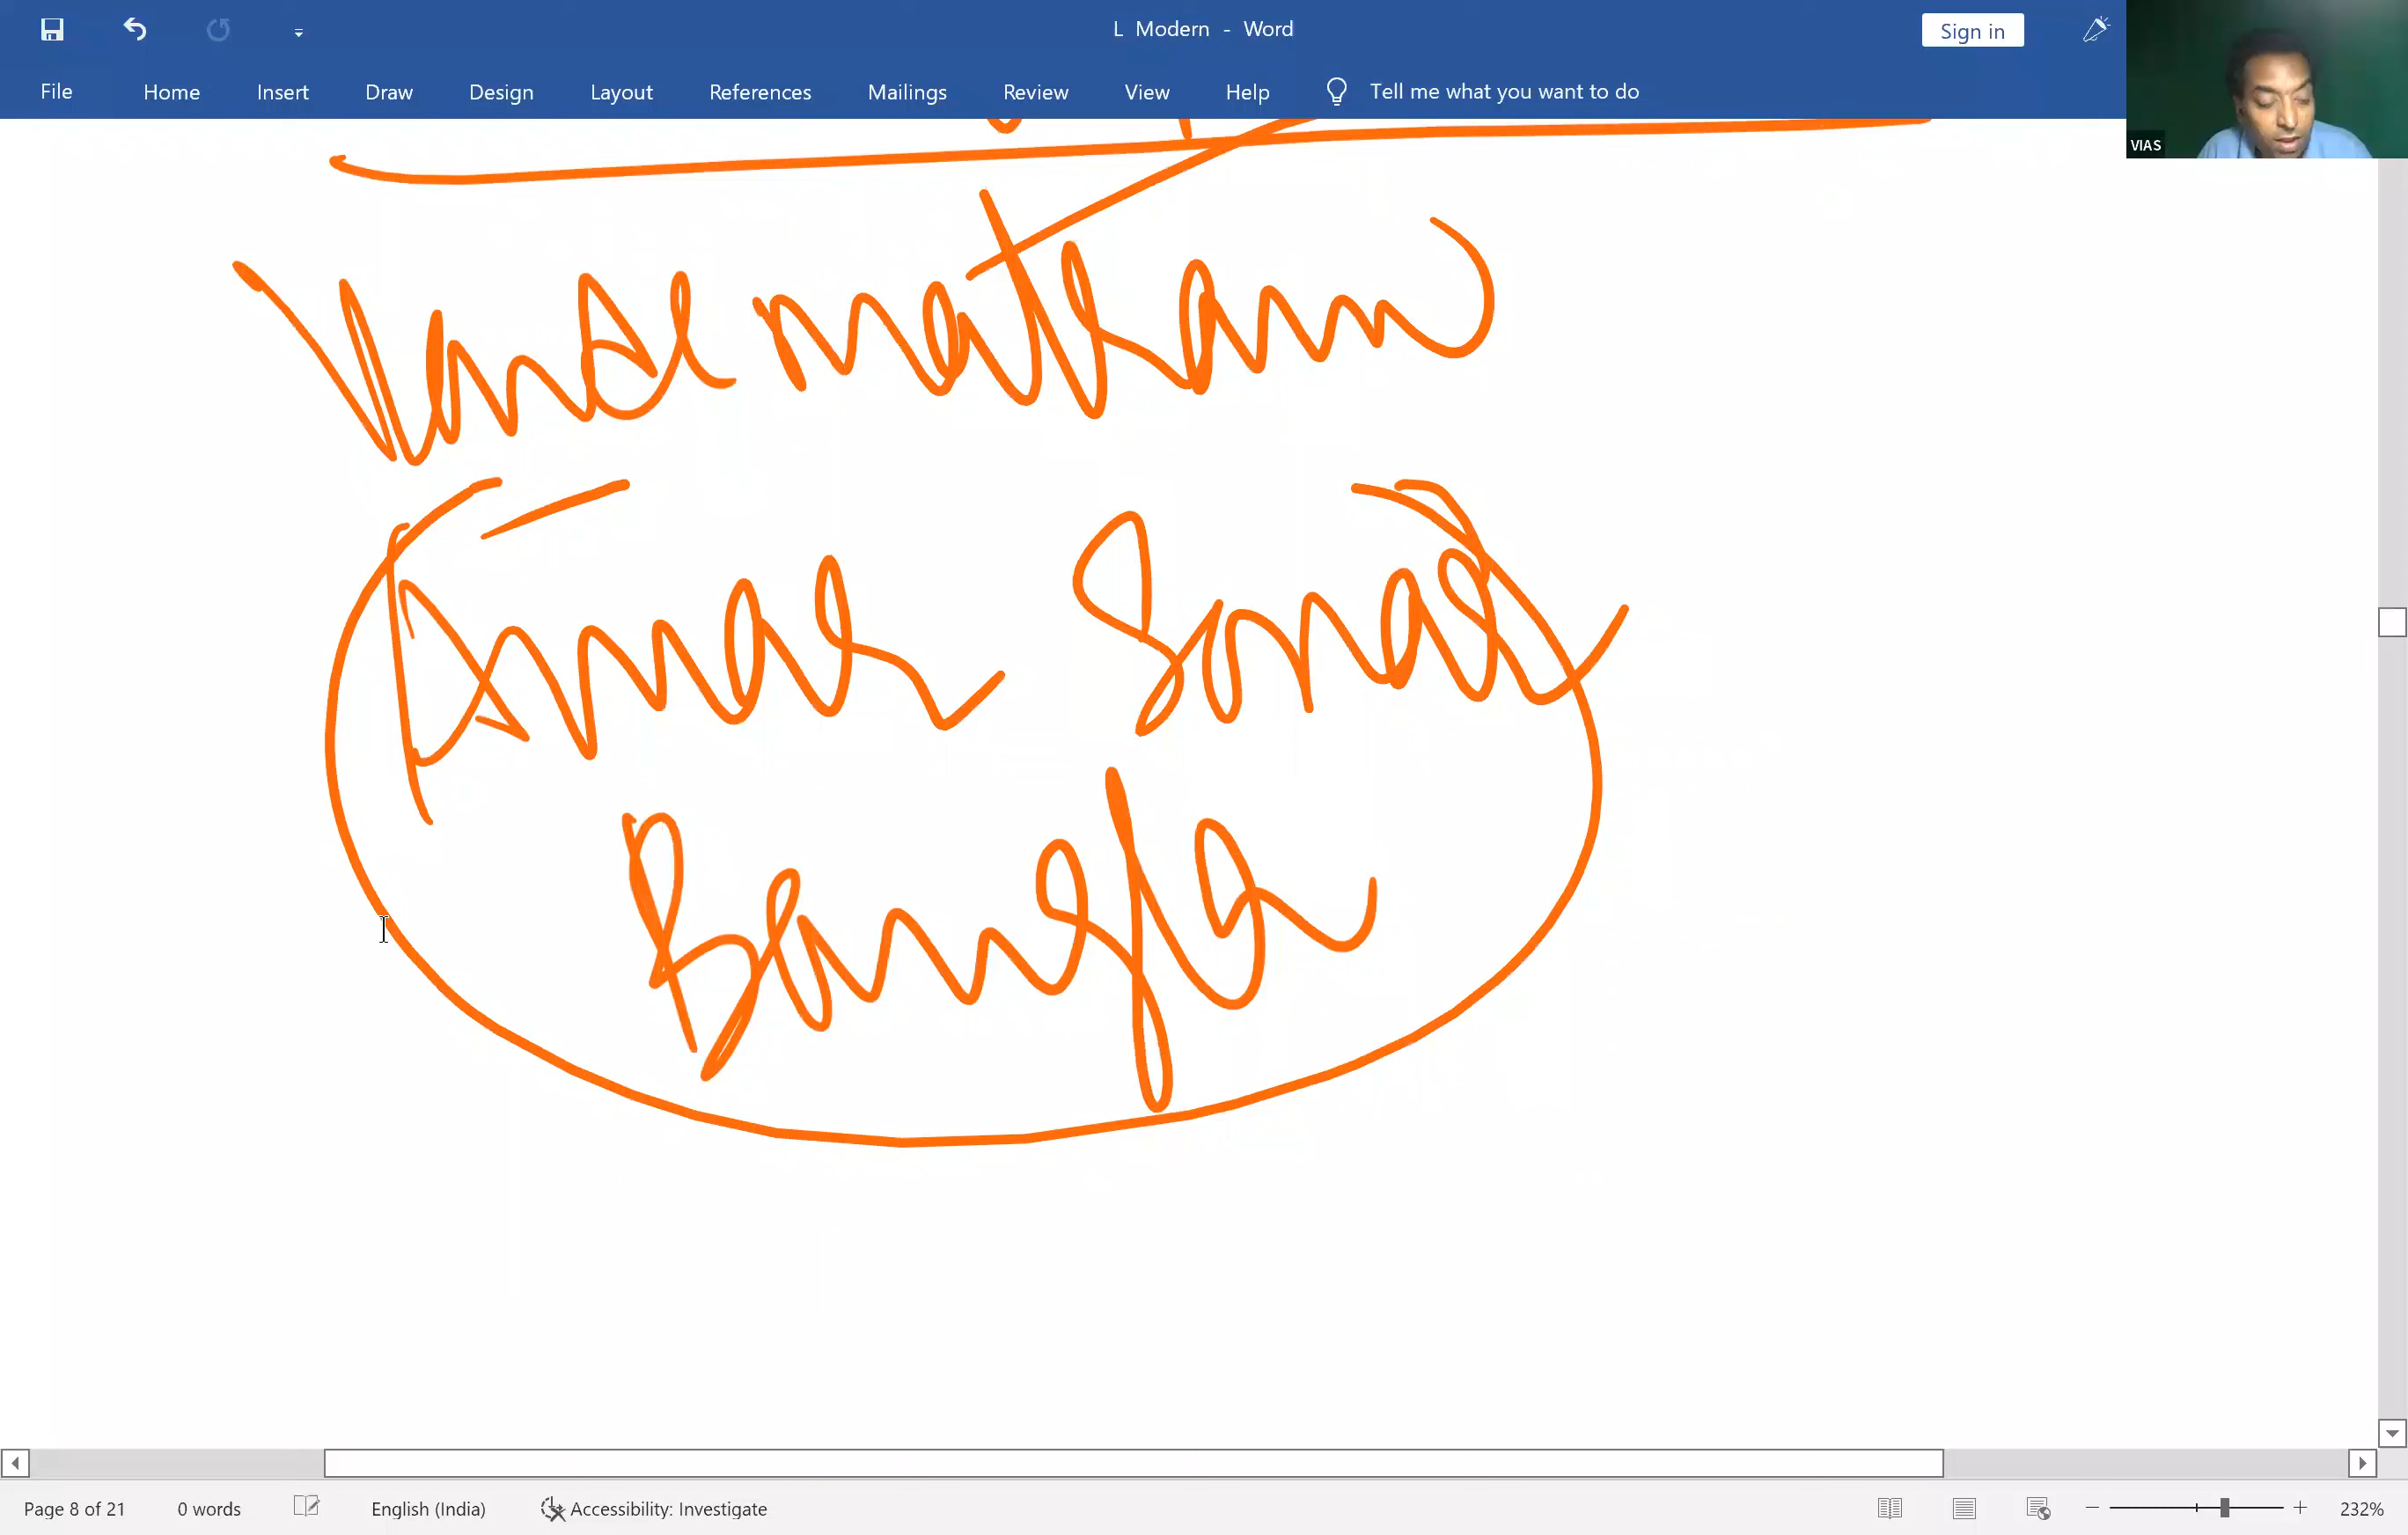 L Modern - Word
Sign in
File Home Insert Draw Design Layout References Mailings Review View Help Tell me what you want to do
VIAS
Vande matham
Amar Sonar
Bangla
Page 8 of 21 0 words English (India) Accessibility: Investigate 232%